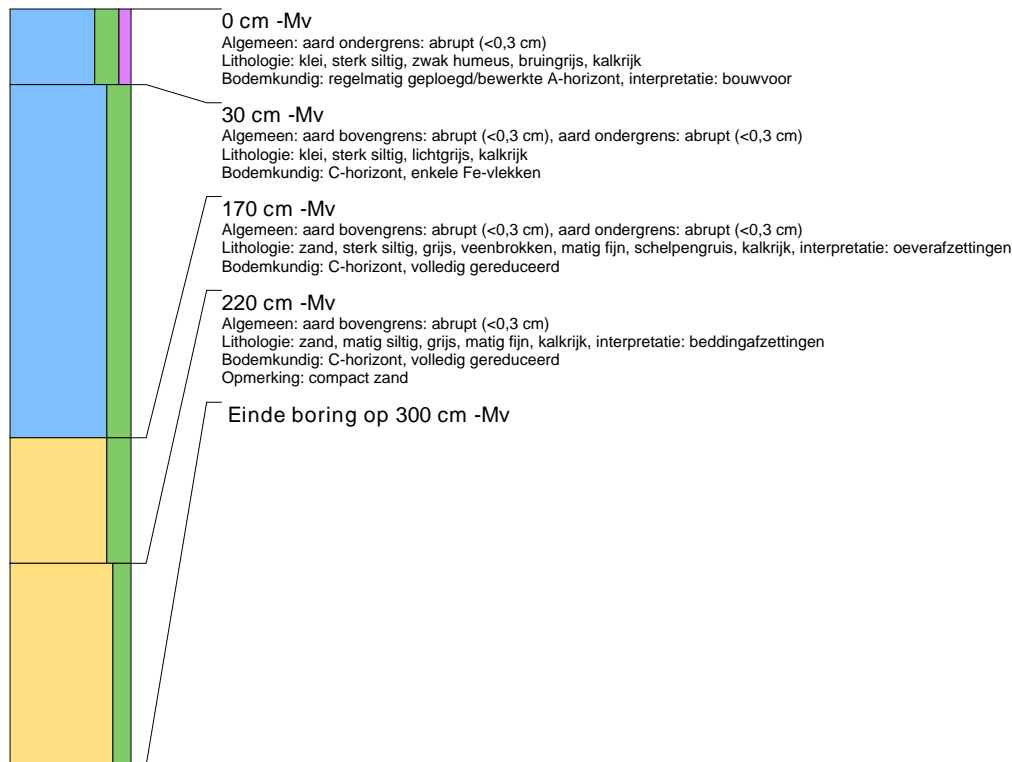 0 cm -Mv
Algemeen: aard ondergrens: abrupt (<0,3 cm)
Lithologie: klei, sterk siltig, zwak humeus, bruingrijs, kalkrijk
Bodemkundig: regelmatig geploegd/bewerkte A-horizont, interpretatie: bouwvoor
30 cm -Mv
Algemeen: aard bovengrens: abrupt (<0,3 cm), aard ondergrens: abrupt (<0,3 cm)
Lithologie: klei, sterk siltig, lichtgrijs, kalkrijk
Bodemkundig: C-horizont, enkele Fe-vlekken
170 cm -Mv
Algemeen: aard bovengrens: abrupt (<0,3 cm), aard ondergrens: abrupt (<0,3 cm)
Lithologie: zand, sterk siltig, grijs, veenbrokken, matig fijn, schelpengruis, kalkrijk, interpretatie: oeverafzettingen
Bodemkundig: C-horizont, volledig gereduceerd
220 cm -Mv
Algemeen: aard bovengrens: abrupt (<0,3 cm)
Lithologie: zand, matig siltig, grijs, matig fijn, kalkrijk, interpretatie: beddingafzettingen
Bodemkundig: C-horizont, volledig gereduceerd
Opmerking: compact zand
Einde boring op 300 cm -Mv